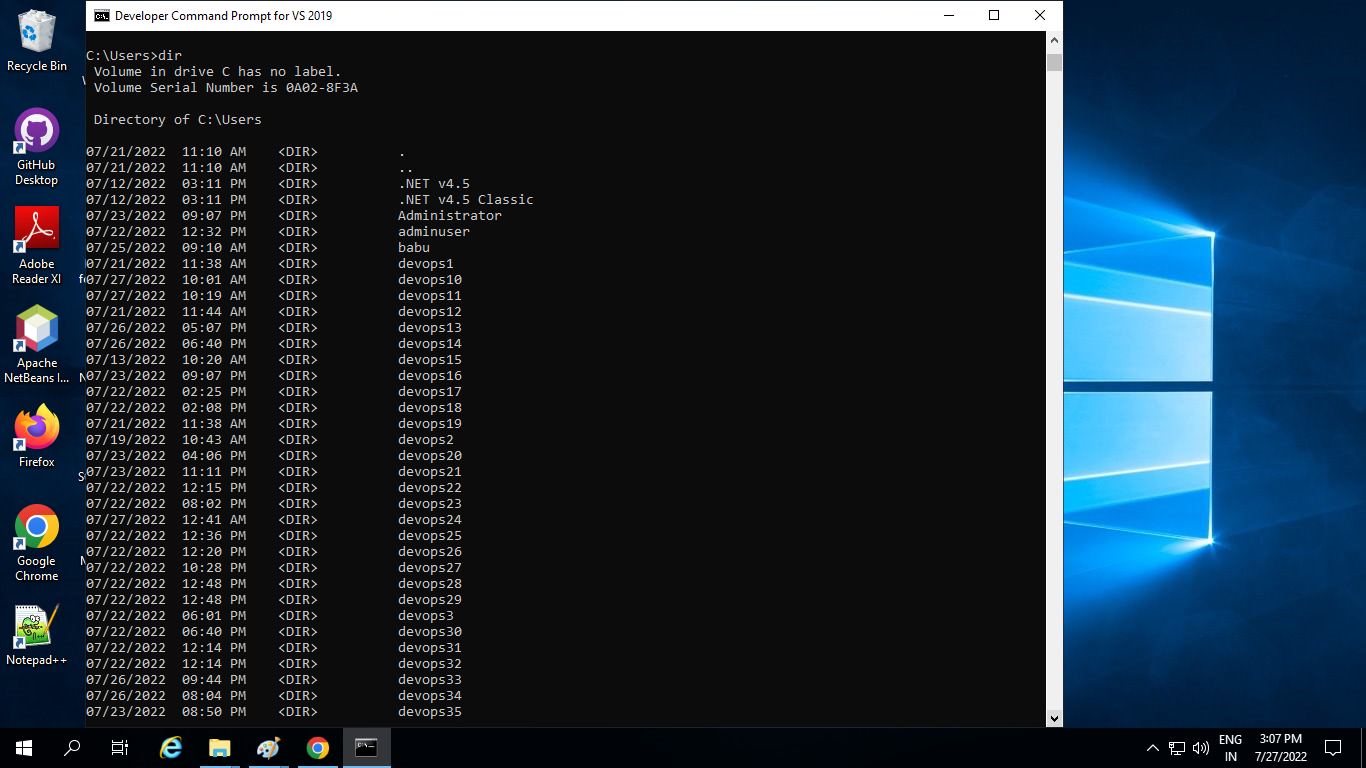 Developer Command Prompt for VS 2019
C:\Users>dir
Volume in drive C has no label.
Volume Serial Number is 0A02-8F3A
Directory of C:\Users
07/21/2022  11:10 AM    <DIR>          .
07/21/2022  11:10 AM    <DIR>          ..
07/12/2022  03:11 PM    <DIR>          .NET v4.5
07/12/2022  03:11 PM    <DIR>          .NET v4.5 Classic
07/23/2022  09:07 PM    <DIR>          Administrator
07/22/2022  12:32 PM    <DIR>          adminuser
07/25/2022  09:10 AM    <DIR>          babu
07/21/2022  11:38 AM    <DIR>          devops1
07/27/2022  10:01 AM    <DIR>          devops10
07/27/2022  10:19 AM    <DIR>          devops11
07/21/2022  11:44 AM    <DIR>          devops12
07/26/2022  05:07 PM    <DIR>          devops13
07/26/2022  06:40 PM    <DIR>          devops14
07/13/2022  10:20 AM    <DIR>          devops15
07/23/2022  09:07 PM    <DIR>          devops16
07/22/2022  02:25 PM    <DIR>          devops17
07/22/2022  02:08 PM    <DIR>          devops18
07/21/2022  11:38 AM    <DIR>          devops19
07/19/2022  10:43 AM    <DIR>          devops2
07/23/2022  04:06 PM    <DIR>          devops20
07/23/2022  11:11 PM    <DIR>          devops21
07/22/2022  12:15 PM    <DIR>          devops22
07/22/2022  08:02 PM    <DIR>          devops23
07/27/2022  12:41 AM    <DIR>          devops24
07/22/2022  12:36 PM    <DIR>          devops25
07/22/2022  12:20 PM    <DIR>          devops26
07/22/2022  10:28 PM    <DIR>          devops27
07/22/2022  12:48 PM    <DIR>          devops28
07/22/2022  12:48 PM    <DIR>          devops29
07/22/2022  06:01 PM    <DIR>          devops3
07/22/2022  06:40 PM    <DIR>          devops30
07/22/2022  12:14 PM    <DIR>          devops31
07/22/2022  12:14 PM    <DIR>          devops32
07/26/2022  09:44 PM    <DIR>          devops33
07/26/2022  08:04 PM    <DIR>          devops34
07/23/2022  08:50 PM    <DIR>          devops35
Recycle Bin
GitHub
Desktop
Adobe
Reader XI
Apache
NetBeans I...
Firefox
Google
Chrome
Notepad++
ENG
IN
3:07 PM
7/27/2022